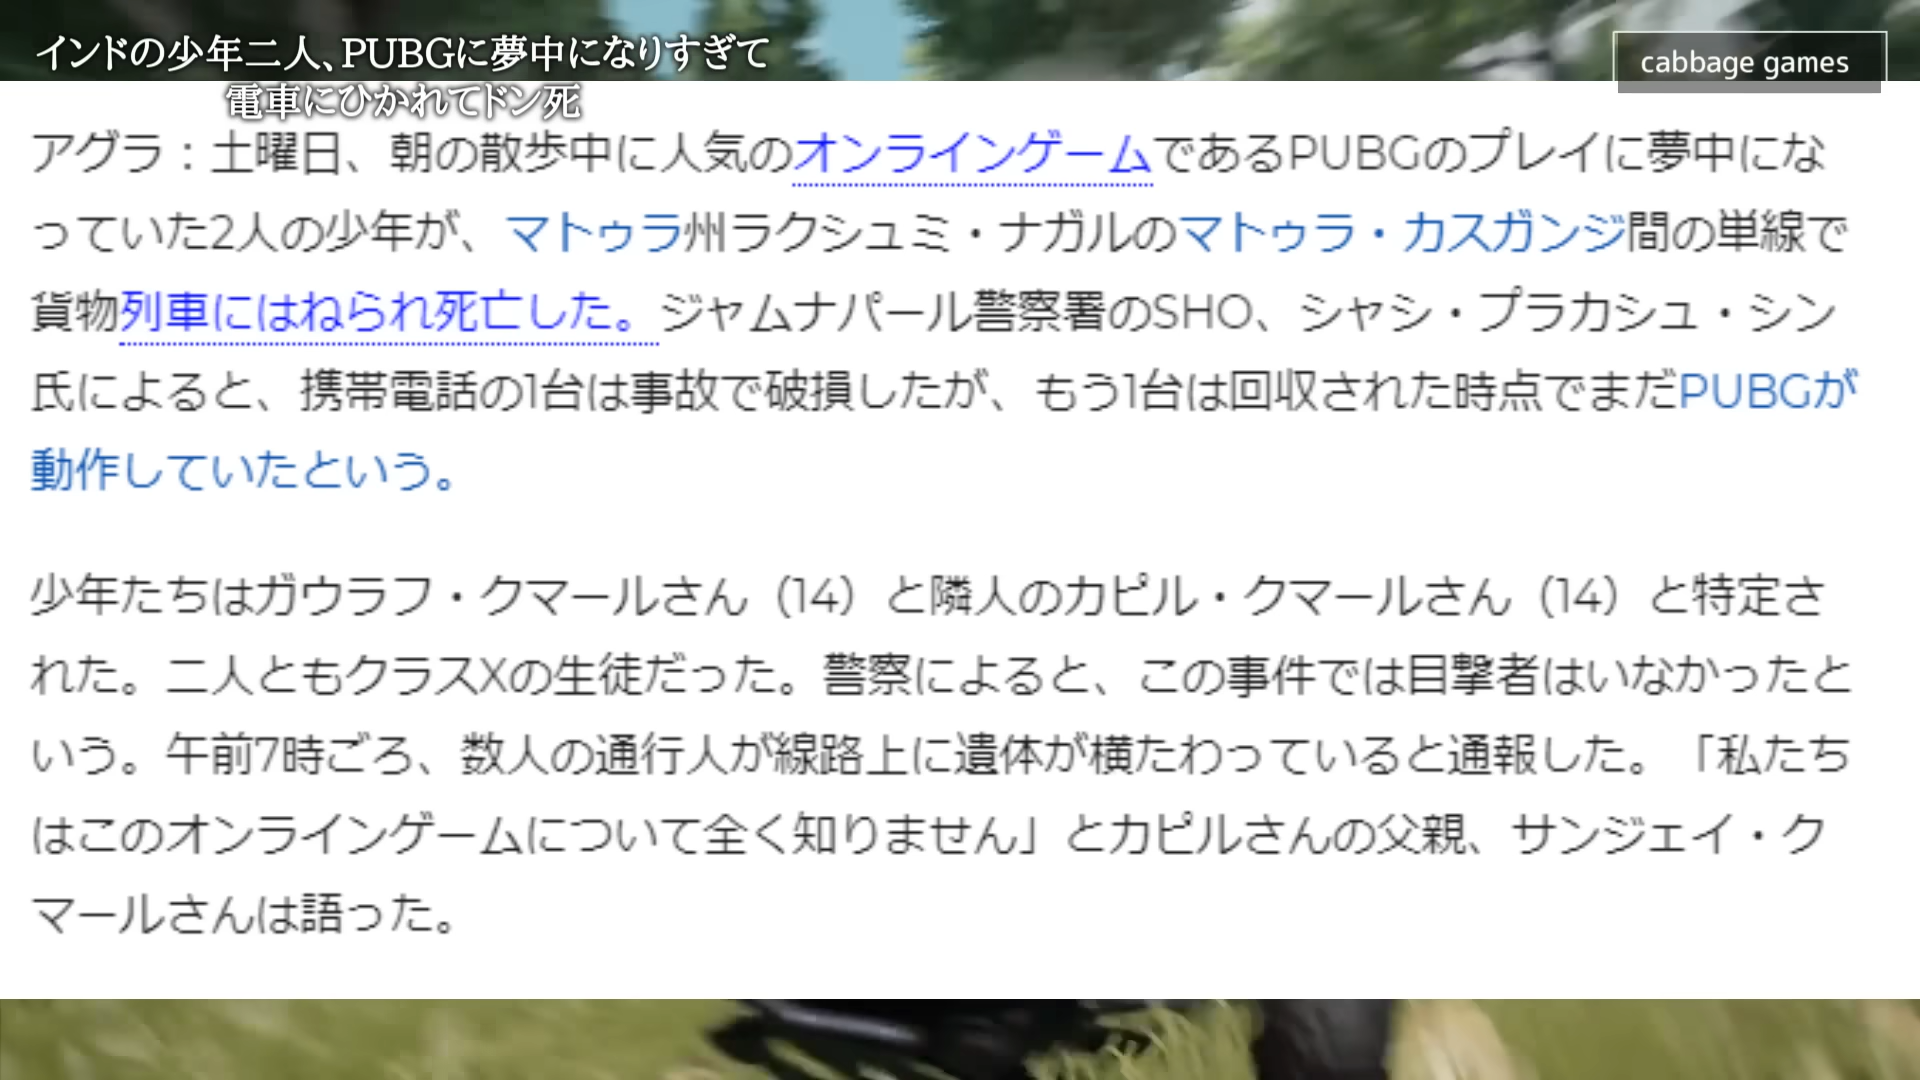 インドの少年二人、PUBGに夢中になりすぎて
電車にひかれてドン死
cabbage games
アグラ：土曜日、朝の散歩中に人気のオンラインゲームであるPUBGのプレイに夢中にな
っていた2人の少年が、マトゥラ州ラクシュミ・ナガルのマトゥラ・カスガンジ間の単線で
貨物列車にはねられ死亡した。ジャムナパール警察署のSHO、シャシ・プラカシュ・シン
氏によると、携帯電話の1台は事故で破損したが、もう1台は回収された時点でまだPUBGが
動作していたという。
少年たちはガウラフ・クマールさん（14）と隣人のカピル・クマールさん（14）と特定さ
れた。二人ともクラスXの生徒だった。警察によると、この事件では目撃者はいなかったと
いう。午前7時ごろ、数人の通行人が線路上に遺体が横たわっていると通報した。「私たち
はこのオンラインゲームについて全く知りません」とカピルさんの父親、サンジェイ・ク
マールさんは語った。